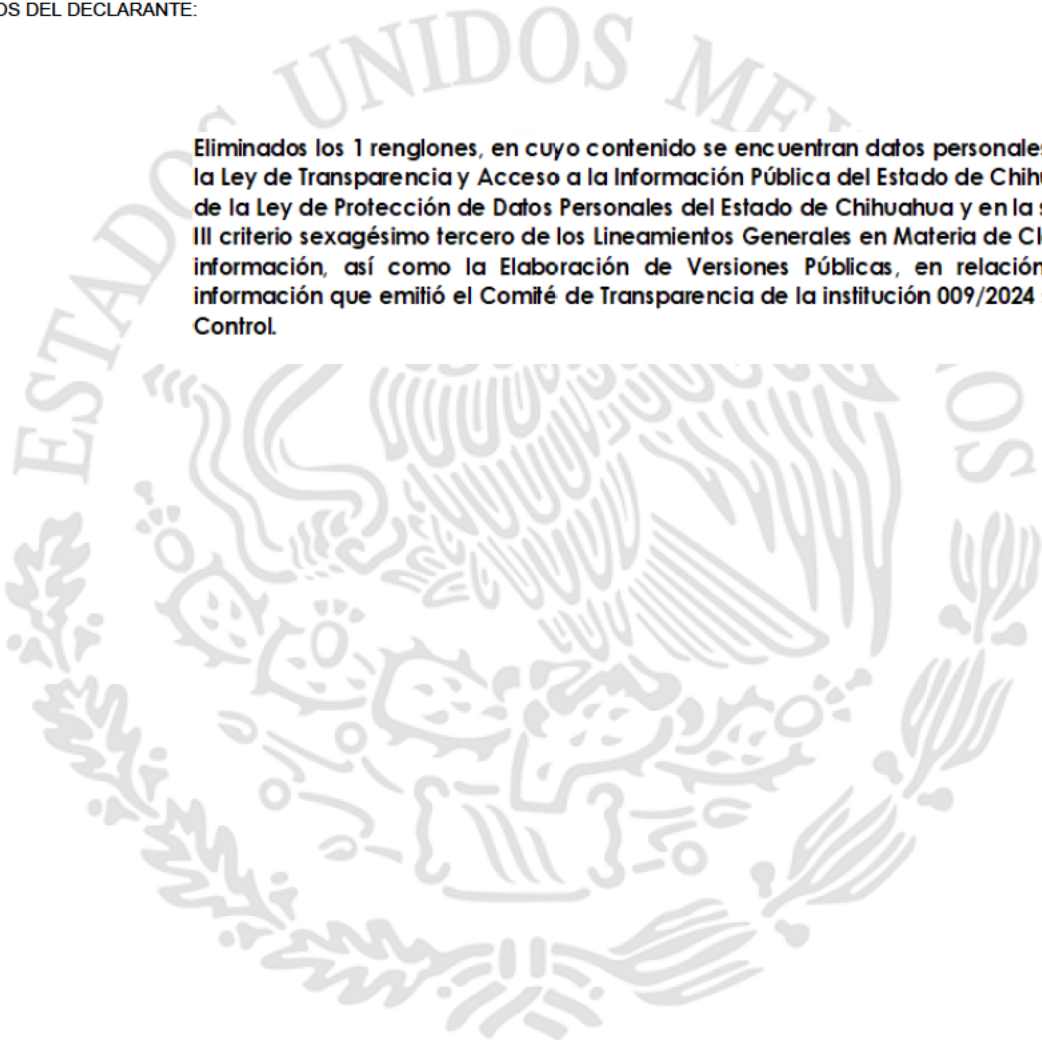 OS DEL DECLARANTE:
ESTADOS UNIDOS ME
OS
Eliminados los 1 renglones, en cuyo contenido se encuentran datos personales
la Ley de Transparencia y Acceso a la Información Pública del Estado de Chihu
de la Ley de Protección de Datos Personales del Estado de Chihuahua y en la s
III criterio sexagésimo tercero de los Lineamientos Generales en Materia de Cl
información, así como la Elaboración de Versiones Públicas, en relación
información que emitió el Comité de Transparencia de la institución 009/2024
Control.